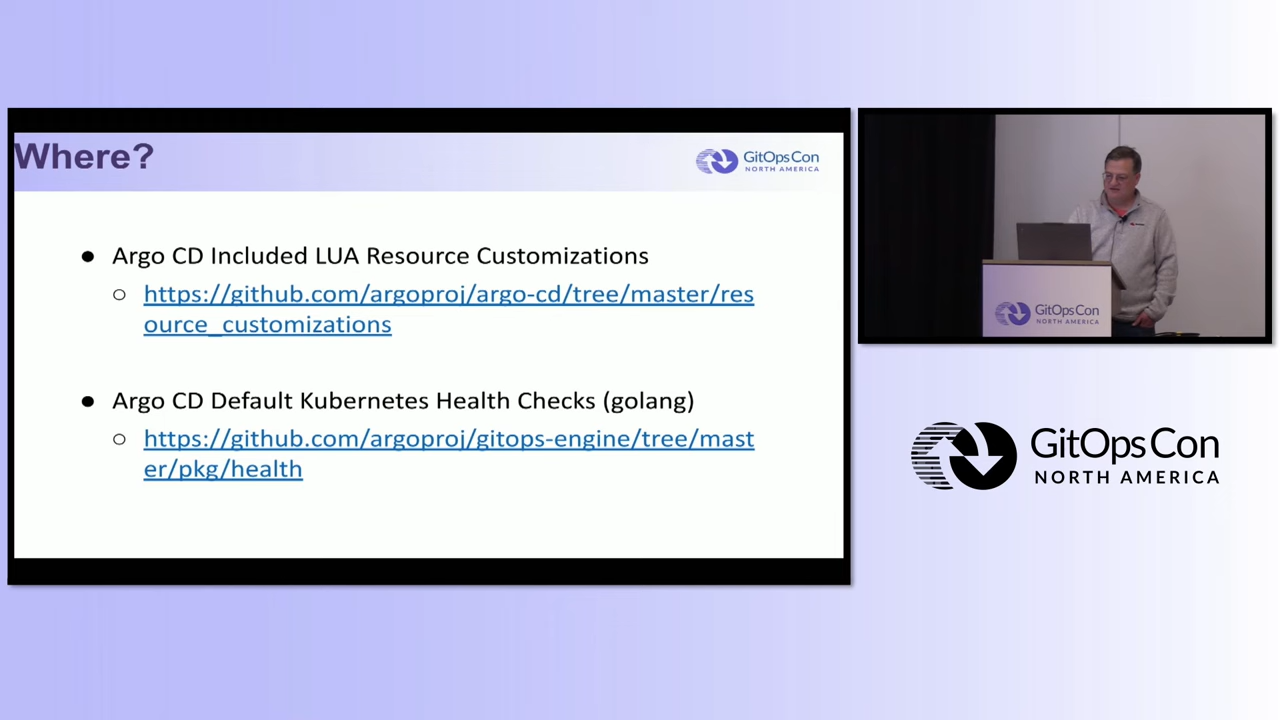 Where?
GitOps Con
NORTH AMERICA
● Argo CD Included LUA Resource Customizations
○ https://github.com/argoproj/argo-cd/tree/master/res
ource_customizations
● Argo CD Default Kubernetes Health Checks (golang)
○ https://github.com/argoproj/gitops-engine/tree/mast
er/pkg/health
GitOps Con
NORTH AMERICA
GitOps Con
NORTH AMERICA